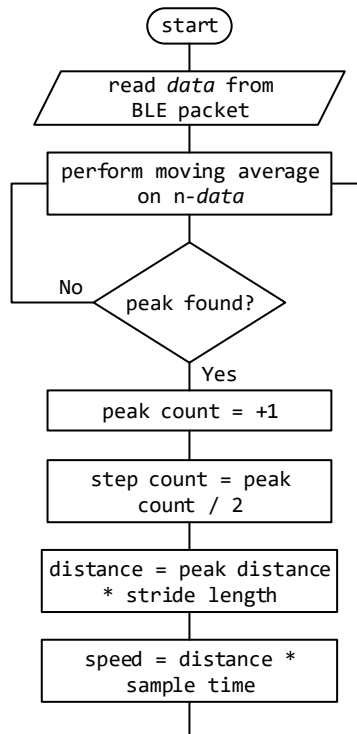 start
read data from
BLE packet
perform moving average
on n-data
No
peak found?
Yes
peak count = +1
step count = peak
count / 2
distance = peak distance
* stride length
speed = distance *
sample time